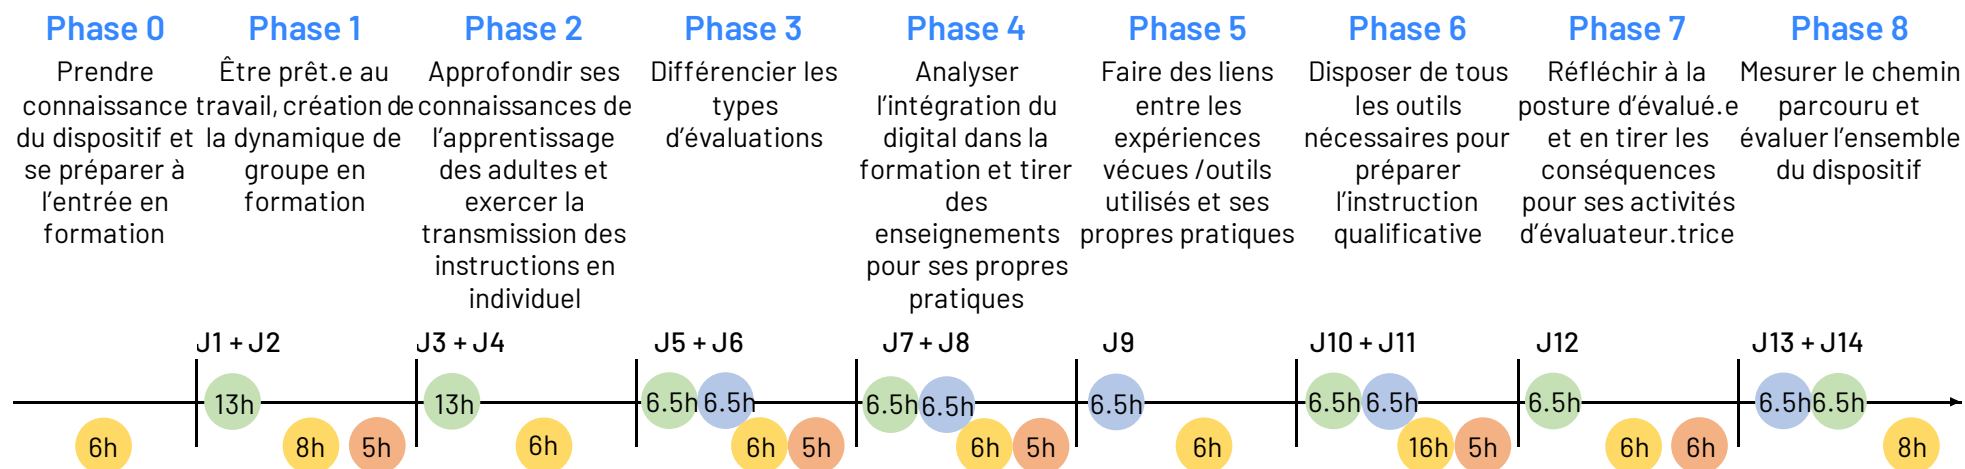 Phase 0
Prendre
connaissance
du dispositif et
se préparer à
l'entrée en
formation
Phase 1
Être prêt.e au
travail, création de
la dynamique de
groupe en
formation
Phase 2
Approfondir ses
connaissances de
l'apprentissage
des adultes et
exercer la
transmission des
instructions en
individuel
Phase 3
Différencier les
types
d'évaluations
Phase 4
Analyser
l'intégration du
digital dans la
formation et tirer
des
enseignements
pour ses propres
pratiques
Phase 5
Faire des liens
entre les
expériences
vécues /outils
utilisés et ses
propres pratiques
Phase 6
Disposer de tous
les outils
nécessaires pour
préparer
l'instruction
qualificative
Phase 7
Réfléchir à la
posture d'évalué.e
et en tirer les
conséquences
pour ses activités
d'évaluateur.trice
Phase 8
Mesurer le chemin
parcouru et
évaluer l'ensemble
du dispositif
J1 + J2
J3 + J4
J5 + J6
J7 + J8
J9
J10 + J11
J12
J13 + J14
13h
13h
6.5h 6.5h
6.5h 6.5h
6.5h
6.5h 6.5h
6.5h
6.5h 6.5h
6h
8h 5h
6h
6h 5h
6h 5h
6h
16h 5h
6h 6h
8h